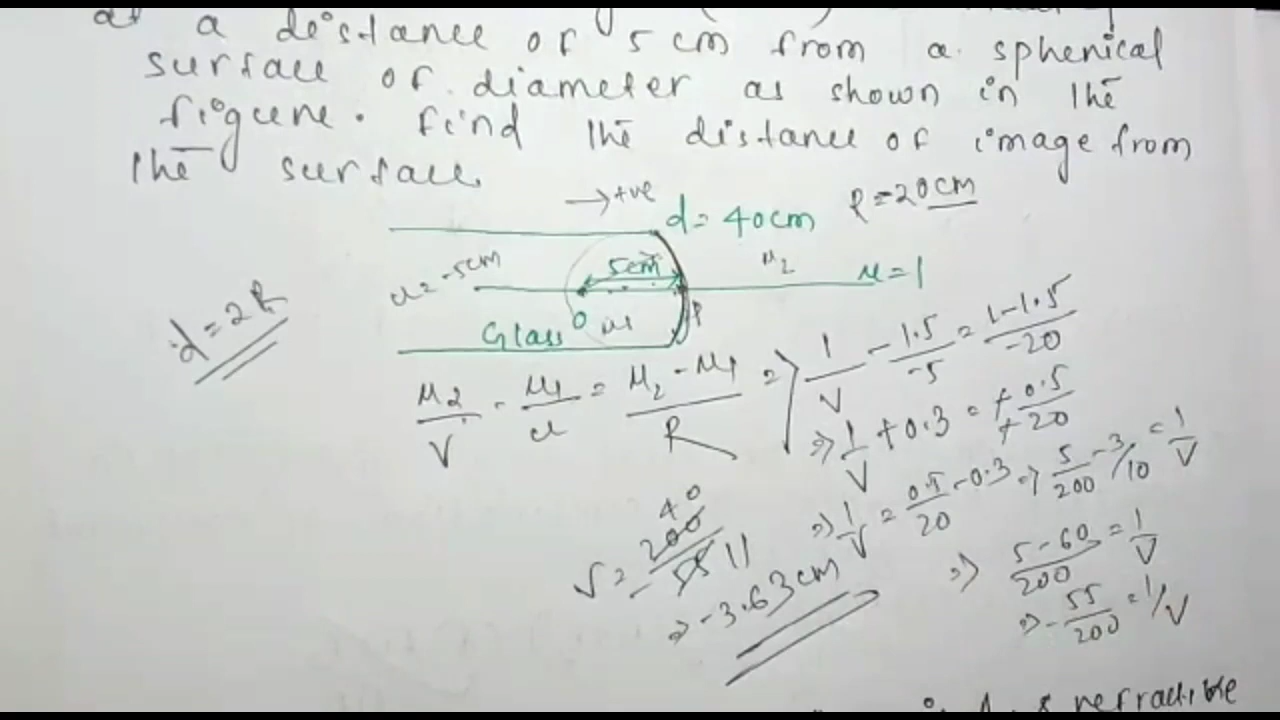 a distance of 5 cm from a spherical
surface of diameter as shown in the
figure. find the distance of image from
the surface.
→ +ve
d = 40cm
R = 20cm
u = -5cm
5cm
μ2
μ = 1
d = 2R
Glass
O
μ1
P
μ2/v - μ1/u = μ2 - μ1/R ⇒ 1/v - 1.5/-5 = 1-1.5/-20
⇒ 1/v + 0.3 = +0.5/+20
⇒ 1/v = 0.5/20 - 0.3 ⇒ 5/200 - 3/10 = 1/v
⇒ 5-60/200 = 1/v
⇒ -55/200 = 1/v
v = 200/-55 40 11
⇒ -3.63cm